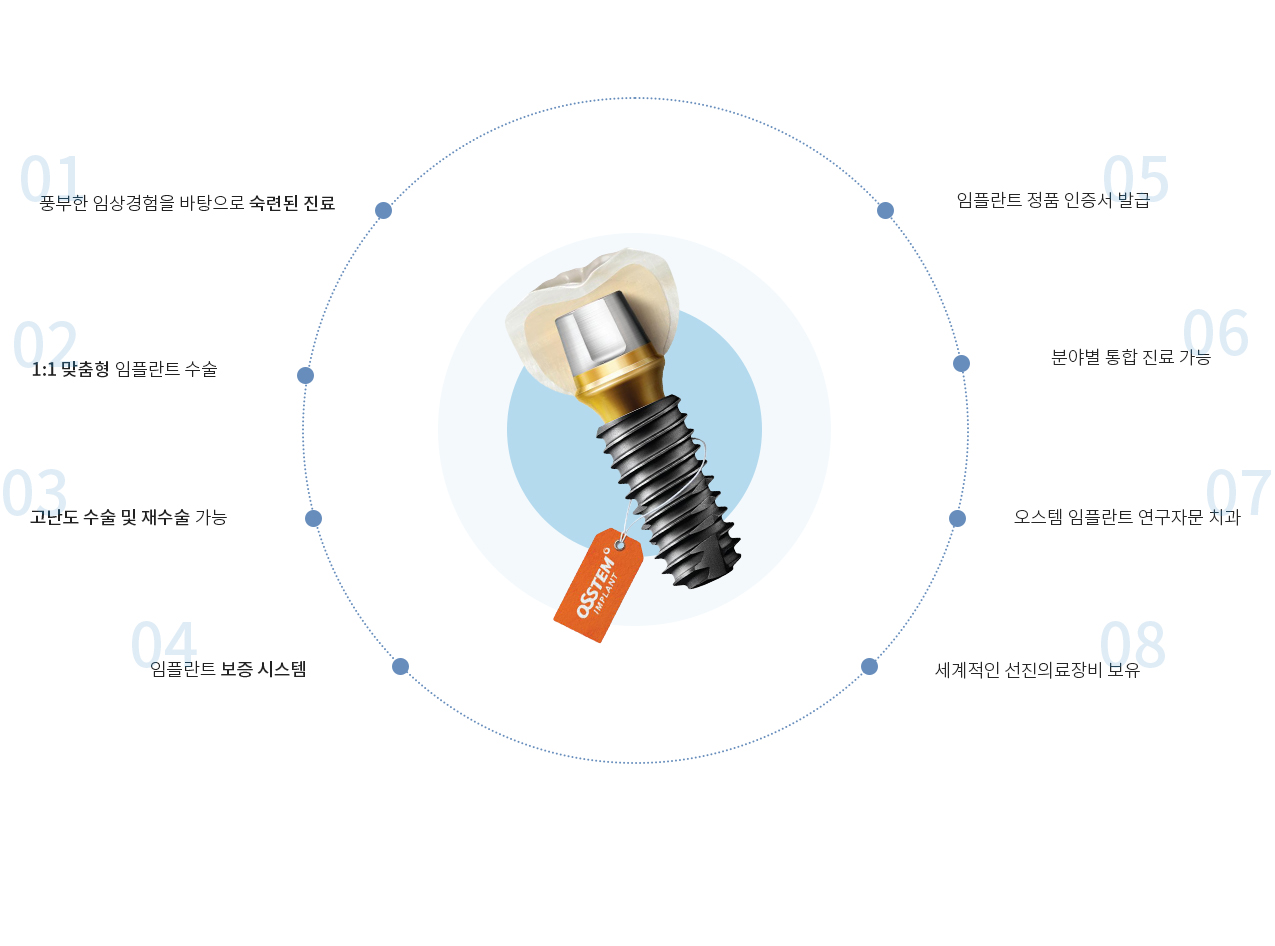 01
풍부한 임상경험을 바탕으로 숙련된 진료
02
1:1 맞춤형 임플란트 수술
03
고난도 수술 및 재수술 가능
04
임플란트 보증 시스템
OSSTEM
IMPLANT
05
임플란트 정품 인증서 발급
06
분야별 통합 진료 가능
07
오스템 임플란트 연구자문 치과
08
세계적인 선진의료장비 보유